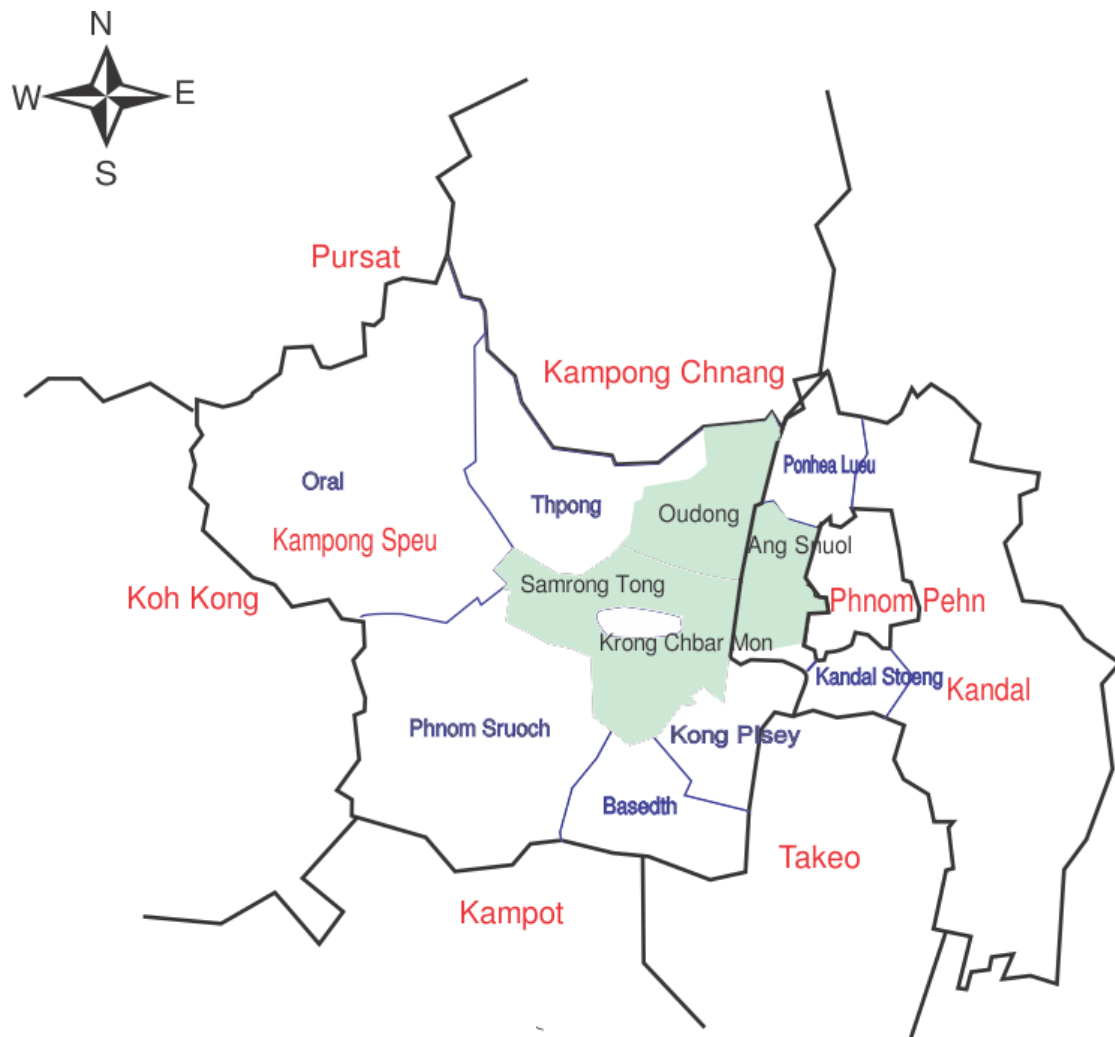 N
W
E
S
Pursat
Kampong Chnang
Ponhea Lueu
Oral
Thpong
Oudong
Kampong Speu
Ang Snuol
Koh Kong
Samrong Tong
Phnom Pehn
Krong Chbar Mon
Kandal Stoeng
Kandal
Phnom Sruoch
Kong Plsey
Basedth
Takeo
Kampot